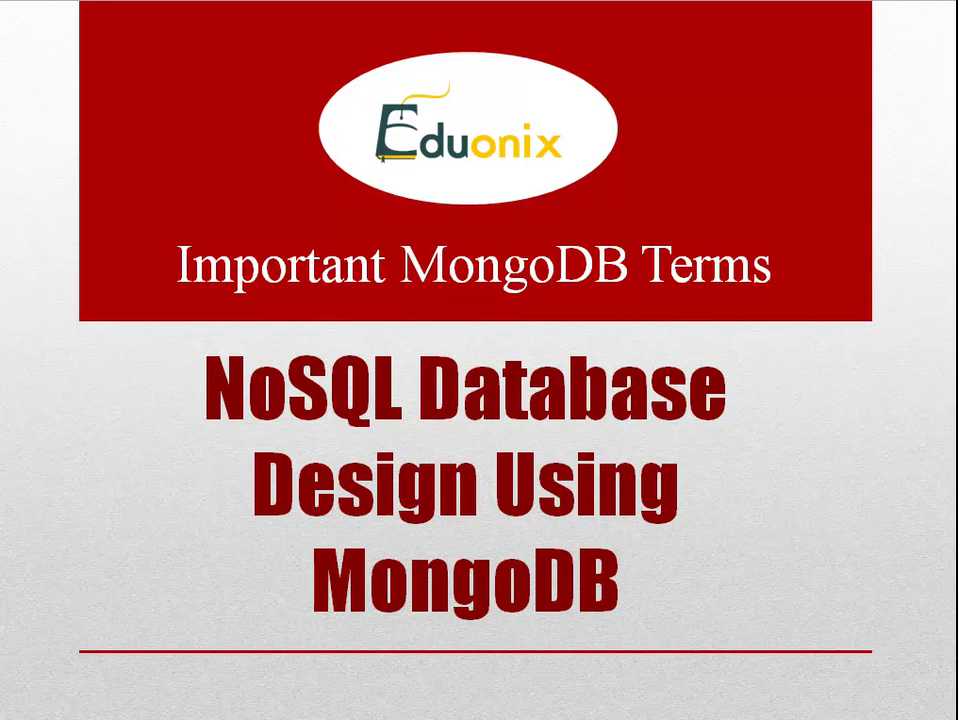 Eduonix
Important MongoDB Terms
NoSQL Database
Design Using
MongoDB